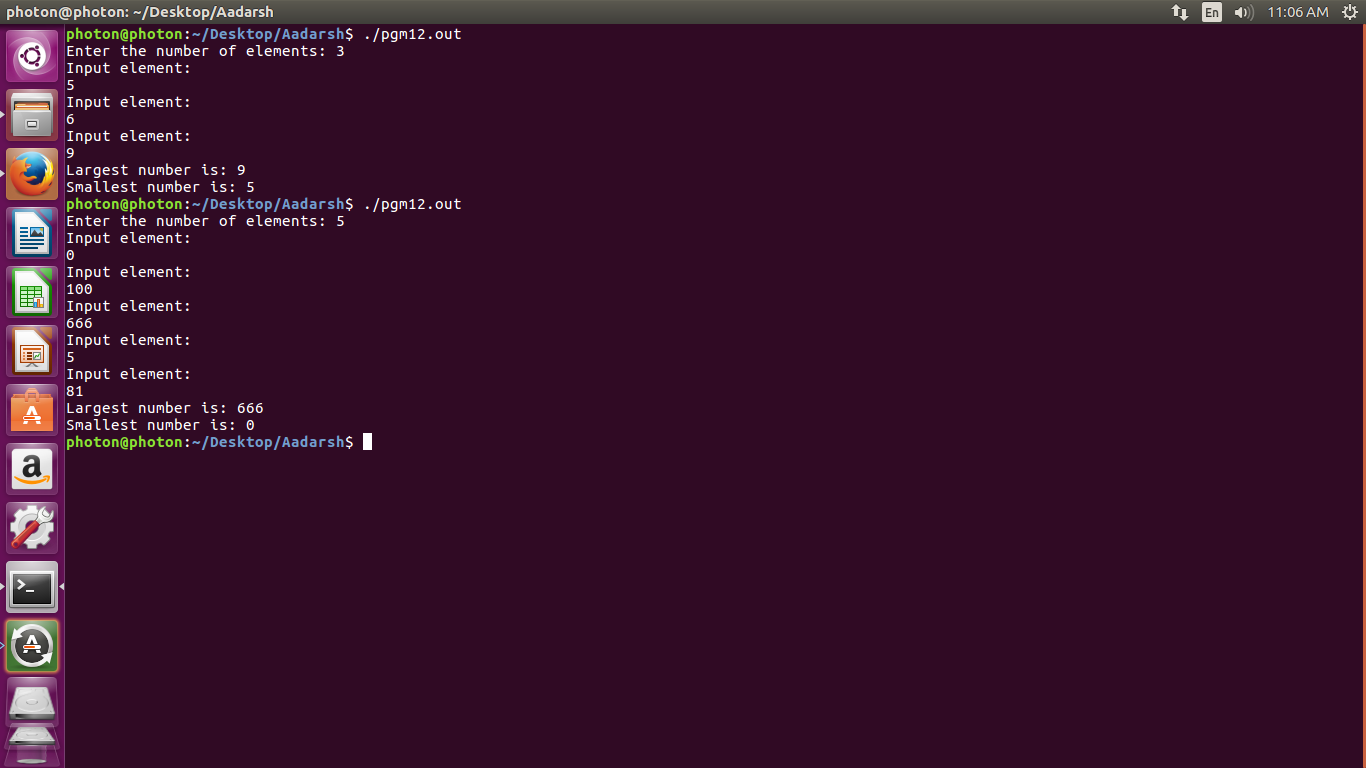 photon@photon: ~/Desktop/Aadarsh
En
11:06 AM
photon@photon:~/Desktop/Aadarsh$ ./pgm12.out
Enter the number of elements: 3
Input element:
5
Input element:
6
Input element:
9
Largest number is: 9
Smallest number is: 5
photon@photon:~/Desktop/Aadarsh$ ./pgm12.out
Enter the number of elements: 5
Input element:
0
Input element:
100
Input element:
666
Input element:
5
Input element:
81
Largest number is: 666
Smallest number is: 0
photon@photon:~/Desktop/Aadarsh$